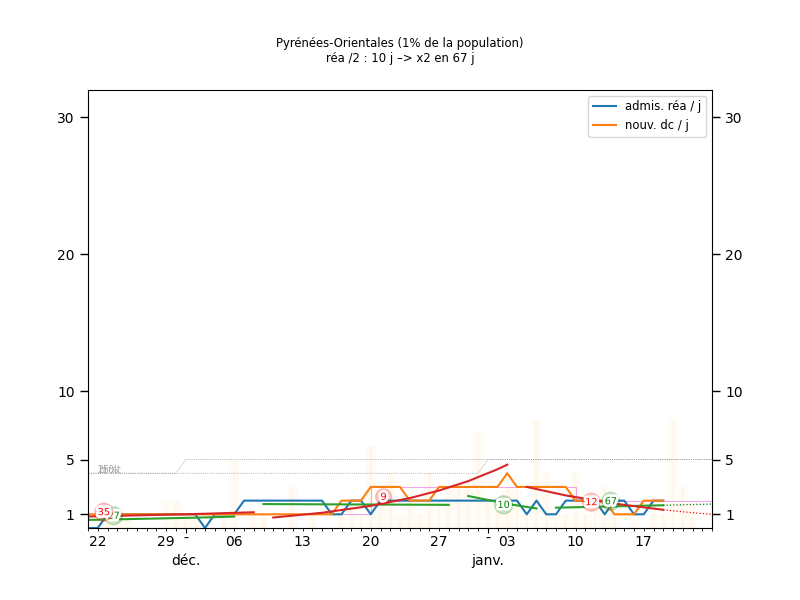 Pyrénées-Orientales (1% de la population)
réa /2 : 10 j –> x2 en 67 j
admis. réa / j
nouv. dc / j
30 30
20 20
10 10
5 5
1 1
35
9
10
12
67
22 29 06 13 20 27 03 10 17
déc. janv.